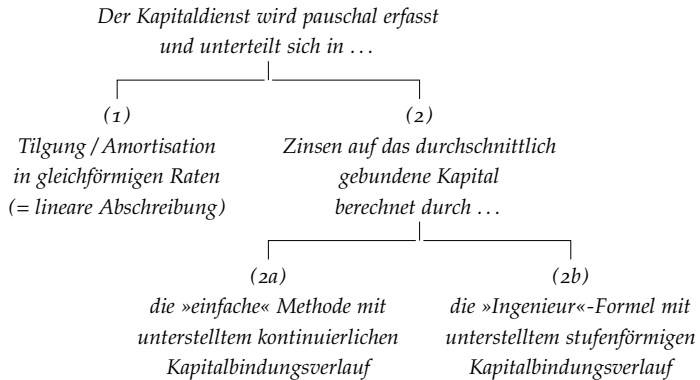 Der Kapitaldienst wird pauschal erfasst
und unterteilt sich in ...
(1)
Tilgung / Amortisation
in gleichförmigen Raten
(= lineare Abschreibung)
(2)
Zinsen auf das durchschnittlich
gebundene Kapital
berechnet durch ...
(2a)
die »einfache« Methode mit
unterstelltem kontinuierlichen
Kapitalbindungsverlauf
(2b)
die »Ingenieur«-Formel mit
unterstelltem stufenförmigen
Kapitalbindungsverlauf